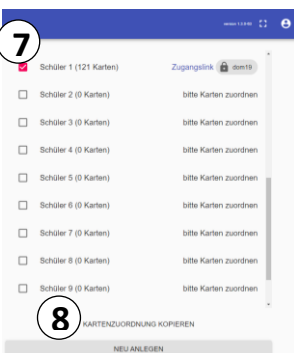 version 1.3.9-90
7
Schüler 1 (121 Karten) Zugangslink dom19
Schüler 2 (0 Karten) bitte Karten zuordnen
Schüler 3 (0 Karten) bitte Karten zuordnen
Schüler 4 (0 Karten) bitte Karten zuordnen
Schüler 5 (0 Karten) bitte Karten zuordnen
Schüler 6 (0 Karten) bitte Karten zuordnen
Schüler 7 (0 Karten) bitte Karten zuordnen
Schüler 8 (0 Karten) bitte Karten zuordnen
Schüler 9 (0 Karten) bitte Karten zuordnen
8 KARTENZUORDNUNG KOPIEREN
NEU ANLEGEN